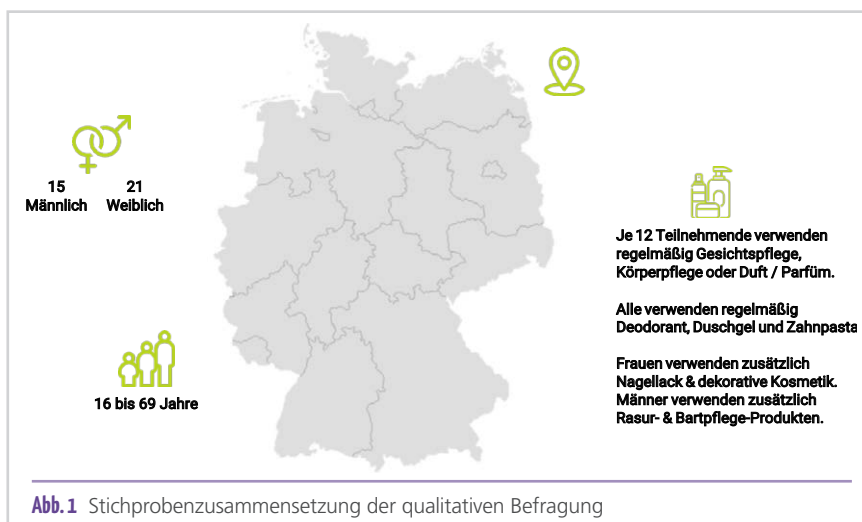 15 21
Männlich Weiblich
16 bis 69 Jahre
Je 12 Teilnehmende verwenden
regelmäßig Gesichtspflege,
Körperpflege oder Duft / Parfüm.
Alle verwenden regelmäßig
Deodorant, Duschgel und Zahnpasta
Frauen verwenden zusätzlich
Nagellack & dekorative Kosmetik.
Männer verwenden zusätzlich
Rasur- & Bartpflege-Produkten.
Abb. 1 Stichprobenzusammensetzung der qualitativen Befragung